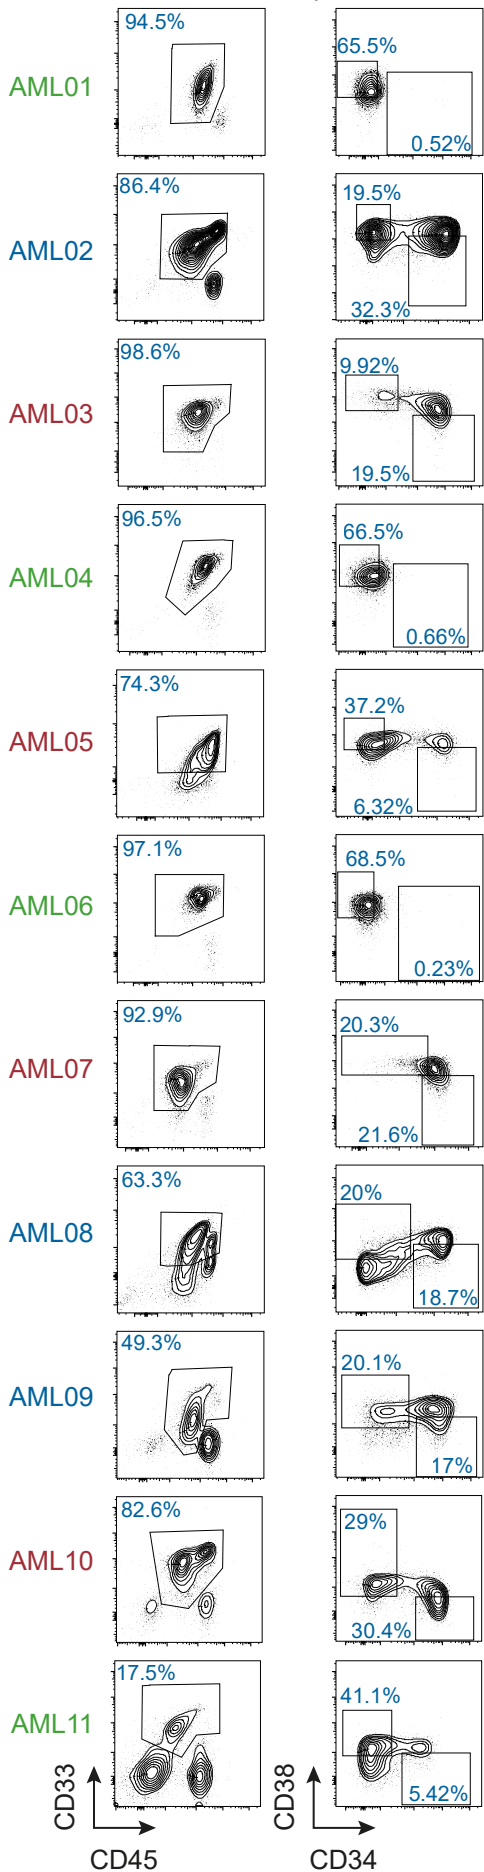 94.5%
65.5%
AML01
0.52%
86.4%
19.5%
AML02
32.3%
98.6%
9.92%
AML03
19.5%
96.5%
66.5%
AML04
0.66%
74.3%
37.2%
AML05
6.32%
97.1%
68.5%
AML06
0.23%
92.9%
20.3%
AML07
21.6%
63.3%
20%
AML08
18.7%
49.3%
20.1%
AML09
17%
82.6%
29%
AML10
30.4%
17.5%
41.1%
AML11
5.42%
CD33
CD38
CD45
CD34